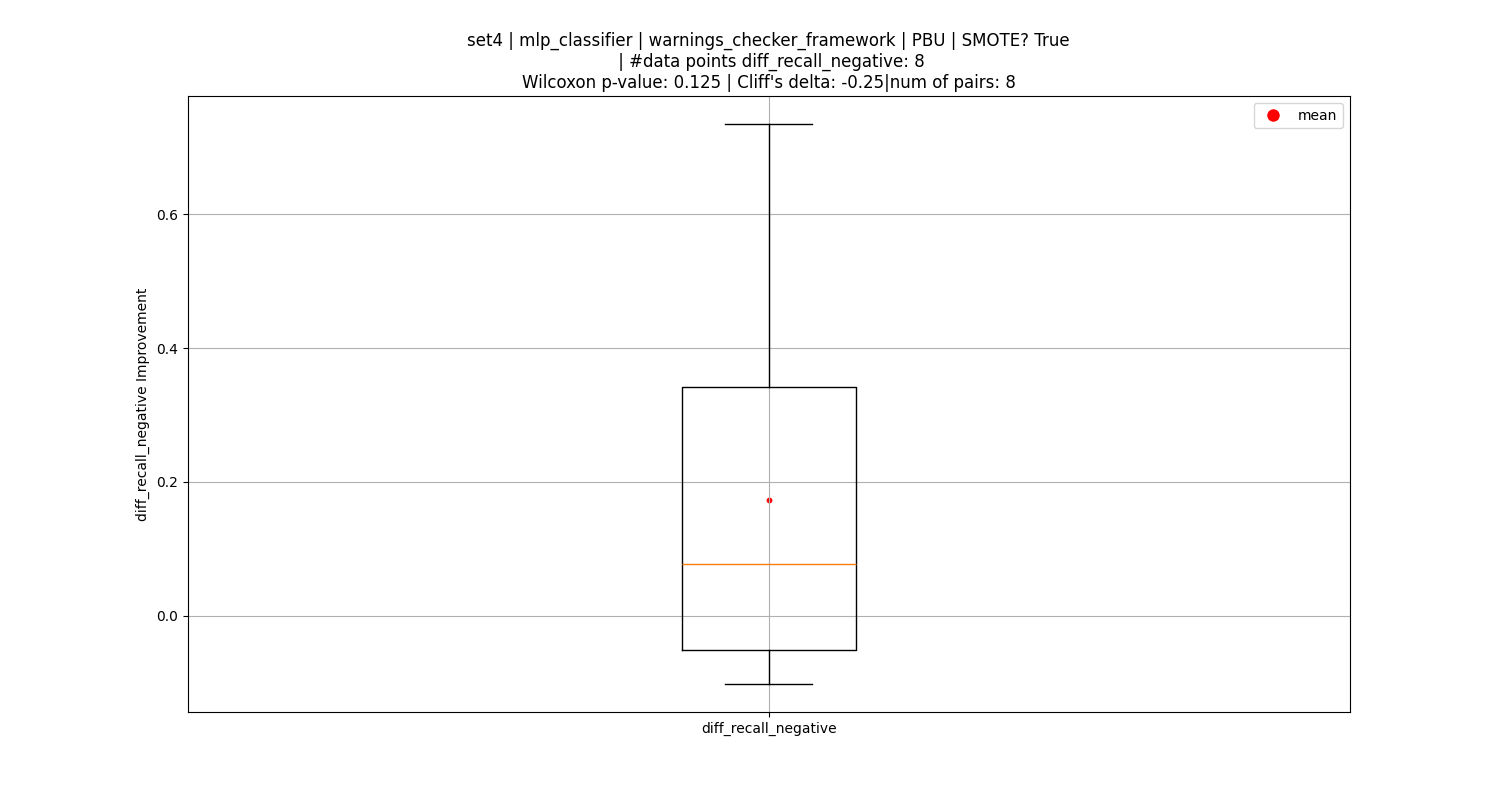 set4 | mlp_classifier | warnings_checker_framework | PBU | SMOTE? True
| #data points diff_recall_negative: 8
Wilcoxon p-value: 0.125 | Cliff's delta: -0.25|num of pairs: 8
mean
0.6
0.4
0.2
0.0
diff_recall_negative Improvement
diff_recall_negative